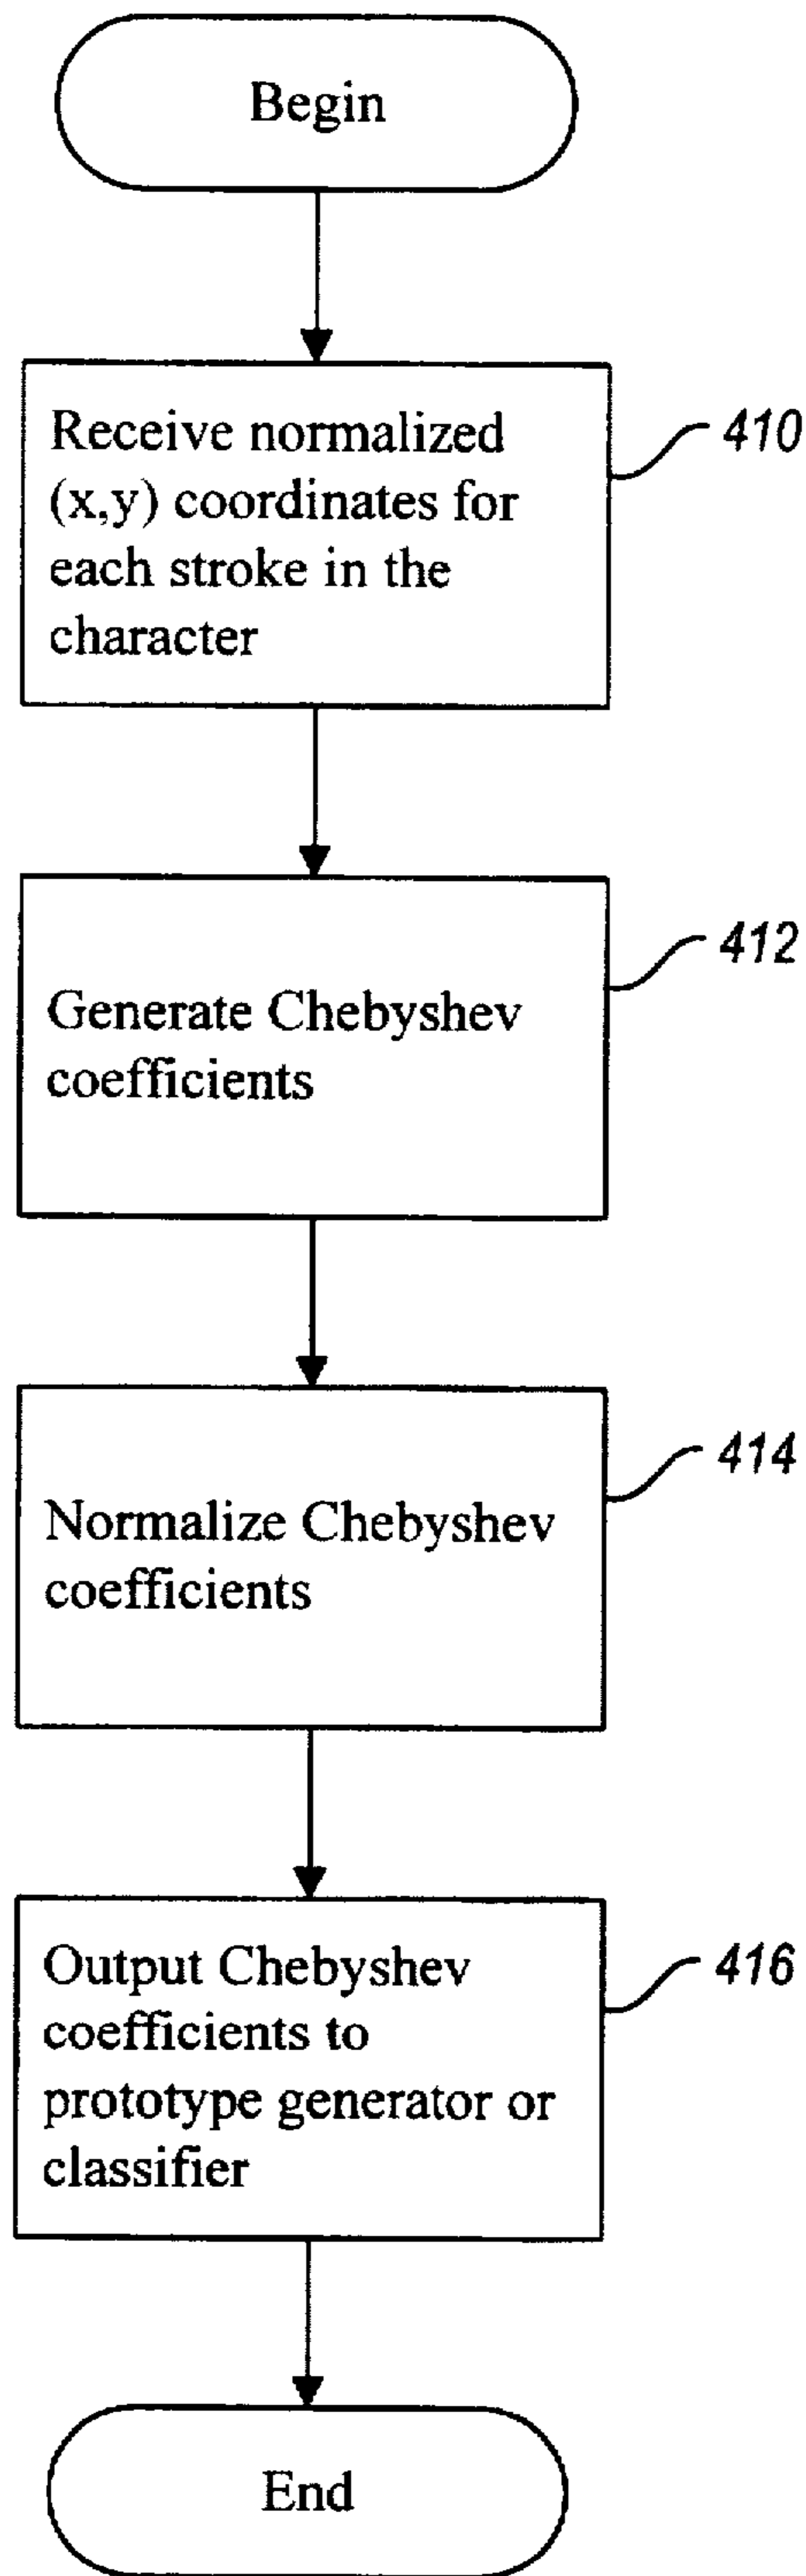 Begin
Receive normalized
(x,y) coordinates for
each stroke in the
character
410
Generate Chebyshev
coefficients
412
Normalize Chebyshev
coefficients
414
Output Chebyshev
coefficients to
prototype generator or
classifier
416
End